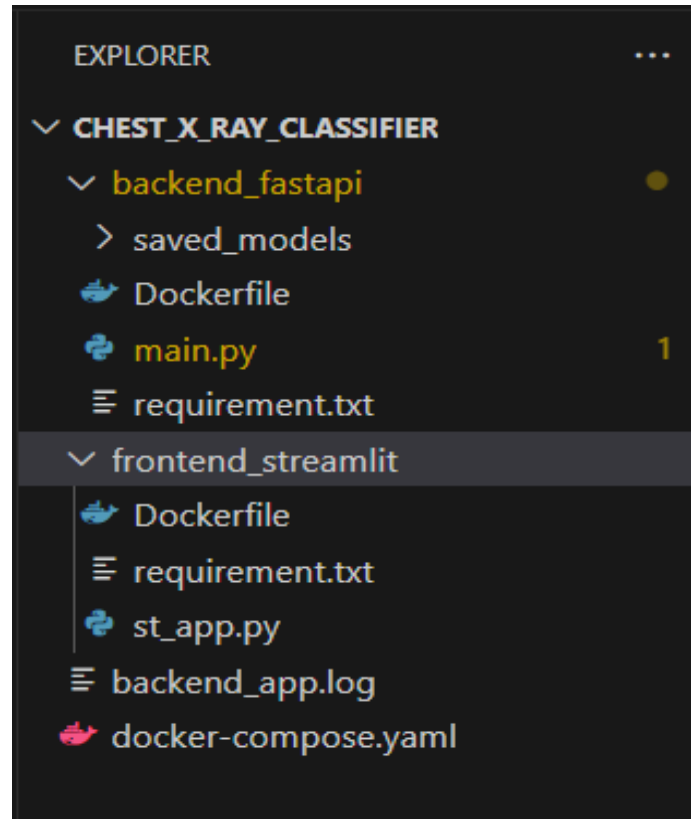 EXPLORER ...
CHEST_X_RAY_CLASSIFIER
backend_fastapi
saved_models
Dockerfile
main.py 1
requirement.txt
frontend_streamlit
Dockerfile
requirement.txt
st_app.py
backend_app.log
docker-compose.yaml